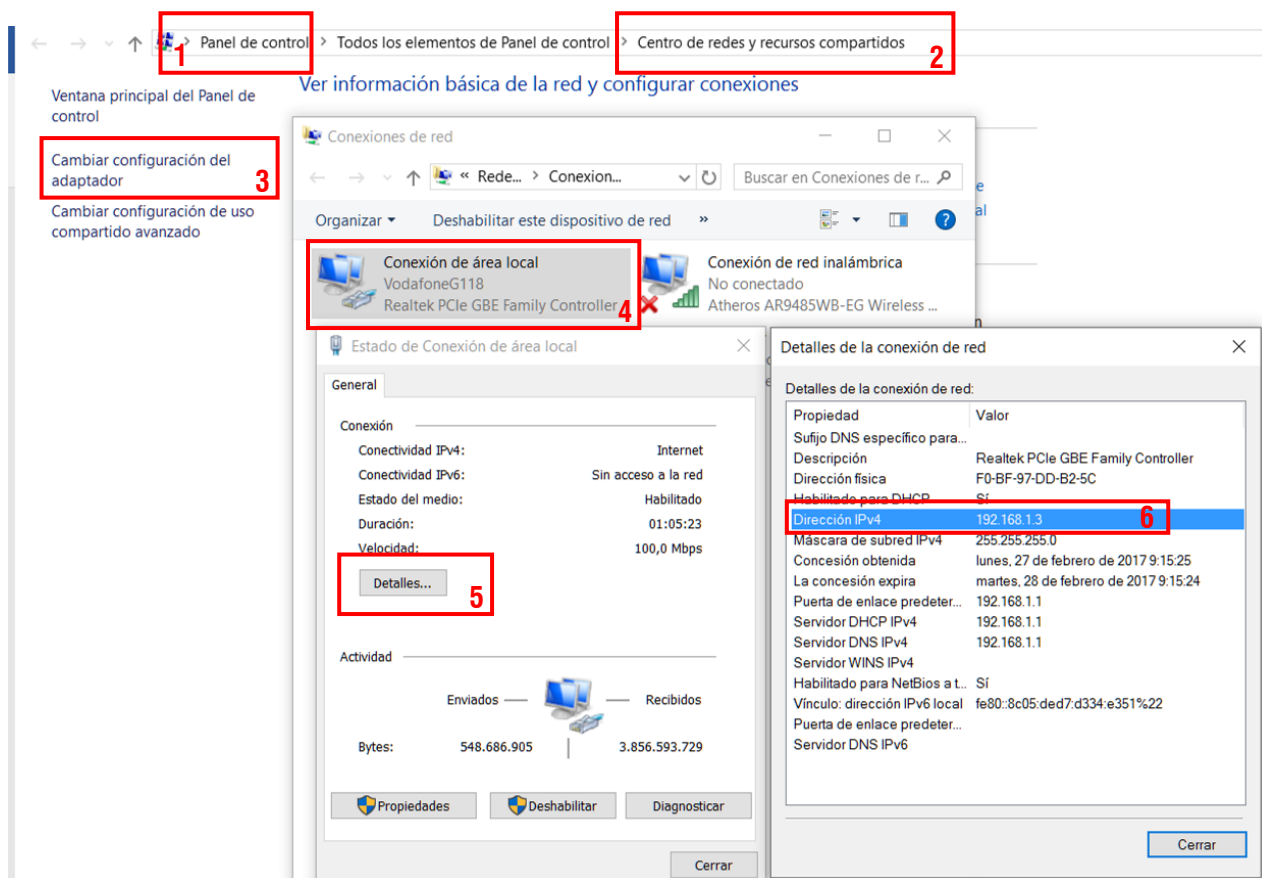 Panel de control > Todos los elementos de Panel de control > Centro de redes y recursos compartidos
1
2
Ver información básica de la red y configurar conexiones
Ventana principal del Panel de
control
Cambiar configuración del
adaptador
3
Cambiar configuración de uso
compartido avanzado
Conexiones de red
« Rede... > Conexion...
Buscar en Conexiones de r...
Organizar
Deshabilitar este dispositivo de red
»
?
e
al
Conexión de área local
VodafoneG118
Realtek PCIe GBE Family Controller
4
Conexión de red inalámbrica
No conectado
Atheros AR9485WB-EG Wireless ...
Estado de Conexión de área local
General
Conexión
Conectividad IPv4: Internet
Conectividad IPv6: Sin acceso a la red
Estado del medio: Habilitado
Duración: 01:05:23
Velocidad: 100,0 Mbps
Detalles...
5
Actividad
Enviados
Recibidos
Bytes: 548.686.905 3.856.593.729
Propiedades
Deshabilitar
Diagnosticar
Cerrar
Detalles de la conexión de red
Detalles de la conexión de red:
Propiedad Valor
Sufijo DNS específico para...
Descripción Realtek PCIe GBE Family Controller
Dirección física F0-BF-97-DD-B2-5C
Habilitado para DHCP Sí
Dirección IPv4 192.168.1.3
6
Máscara de subred IPv4 255.255.255.0
Concesión obtenida lunes, 27 de febrero de 2017 9:15:25
La concesión expira martes, 28 de febrero de 2017 9:15:24
Puerta de enlace predeter... 192.168.1.1
Servidor DHCP IPv4 192.168.1.1
Servidor DNS IPv4 192.168.1.1
Servidor WINS IPv4
Habilitado para NetBios a t... Sí
Vínculo: dirección IPv6 local fe80::8c05:ded7:d334:e351%22
Puerta de enlace predeter...
Servidor DNS IPv6
Cerrar